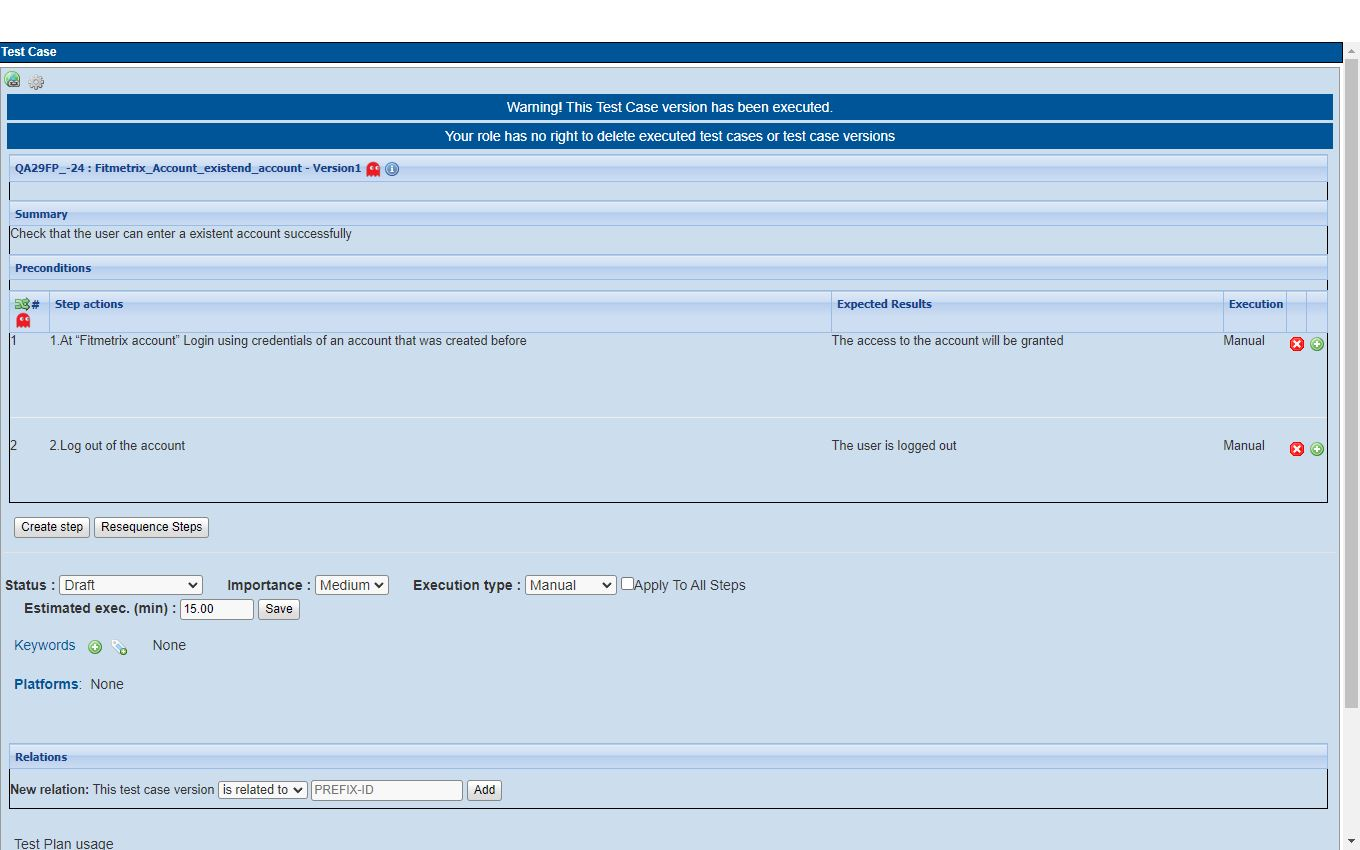 Test Case
Warning! This Test Case version has been executed.
Your role has no right to delete executed test cases or test case versions
QA29FP_-24 : Fitmetrix_Account_existend_account - Version1
Summary
Check that the user can enter a existent account successfully
Preconditions
# Step actions Expected Results Execution
1 1.At “Fitmetrix account” Login using credentials of an account that was created before The access to the account will be granted Manual
2 2.Log out of the account The user is logged out Manual
Create step Resequence Steps
Status : Draft Importance : Medium Execution type : Manual Apply To All Steps
Estimated exec. (min) : 15.00 Save
Keywords None
Platforms: None
Relations
New relation: This test case version is related to PREFIX-ID Add
Test Plan usage